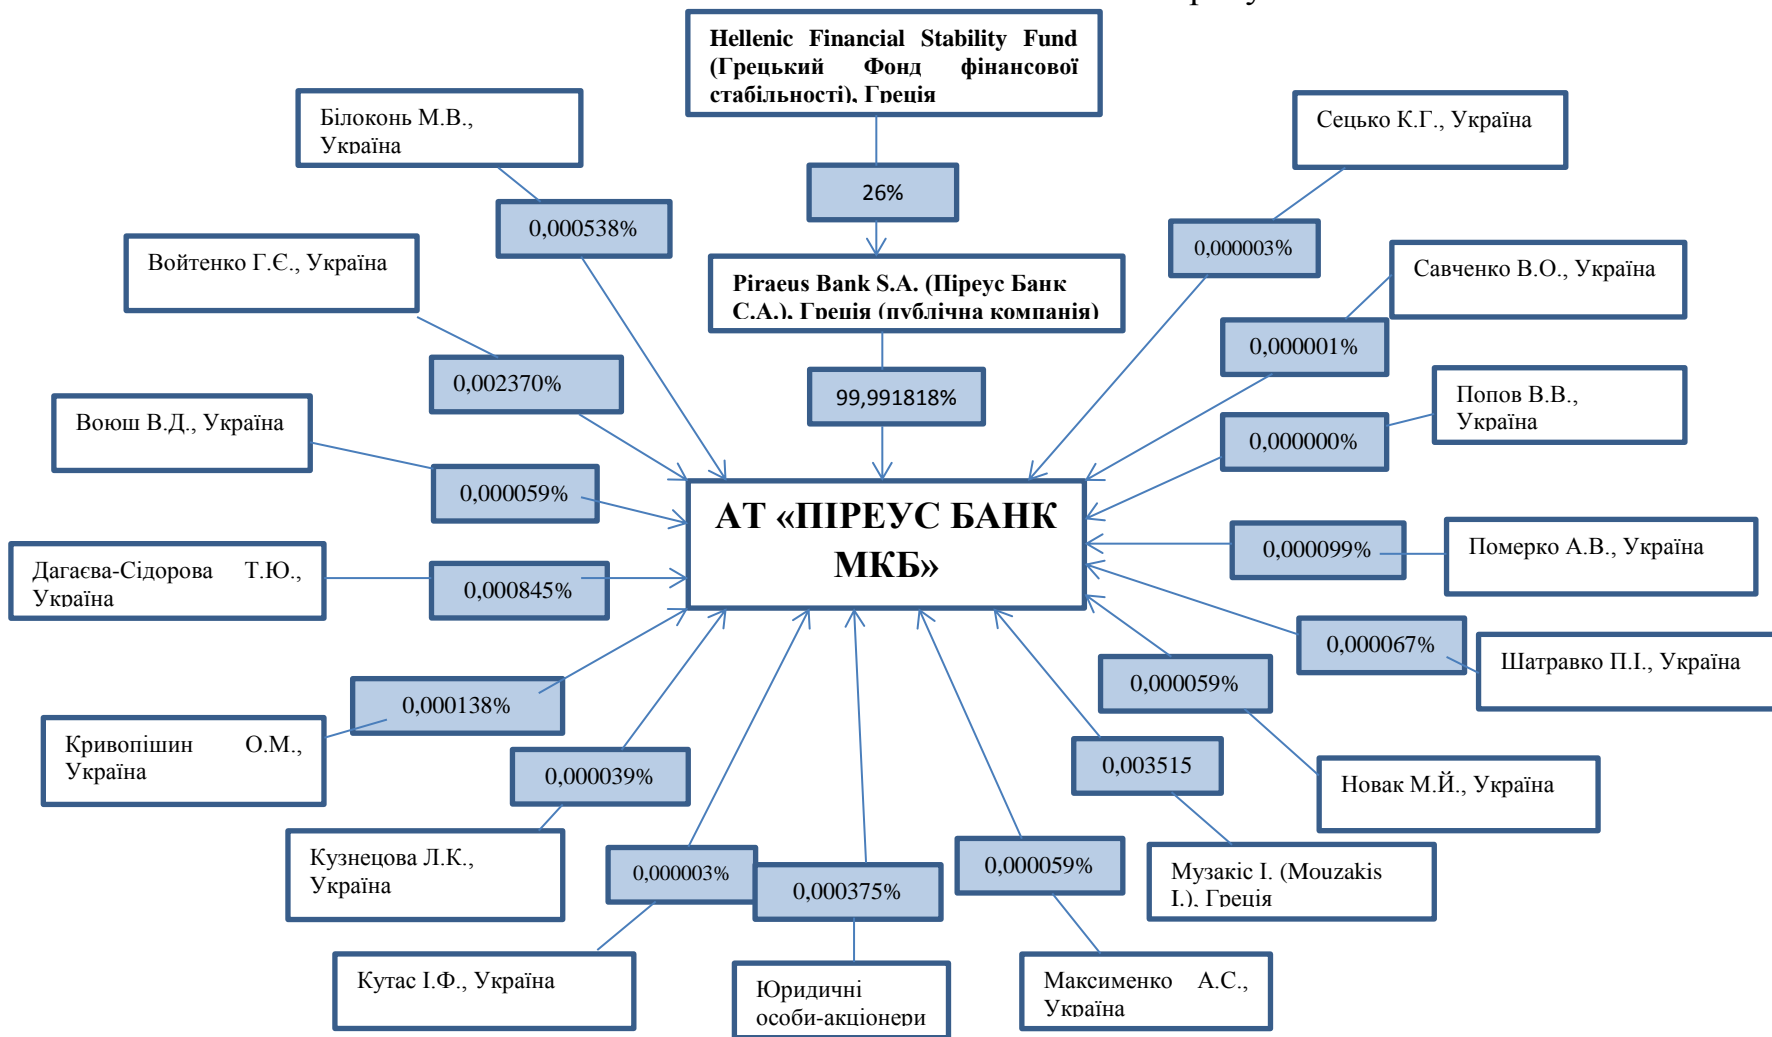 Hellenic Financial Stability Fund
(Грецький Фонд фінансової
стабільності), Греція
Білоконь М.В.,
Україна
Сецько К.Г., Україна
26%
0,000538%
0,000003%
Войтенко Г.Є., Україна
Piraeus Bank S.A. (Піреус Банк
С.А.), Греція (публічна компанія)
Савченко В.О., Україна
0,000001%
0,002370%
99,991818%
Попов В.В.,
Україна
0,000000%
Воюш В.Д., Україна
0,000059%
АТ «ПІРЕУС БАНК
МКБ»
0,000099%
Померко А.В., Україна
Дагаєва-Сідорова Т.Ю.,
Україна
0,000845%
0,000067%
Шатравко П.І., Україна
0,000059%
0,000138%
Кривопішин О.М.,
Україна
0,000039%
0,003515
Новак М.Й., Україна
Кузнецова Л.К.,
Україна
0,000003%
0,000375%
0,000059%
Музакіс І. (Mouzakis
I.), Греція
Кутас І.Ф., Україна
Юридичні
особи-акціонери
Максименко А.С.,
Україна